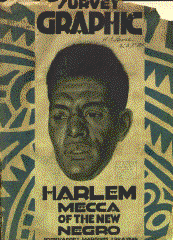 SURVEY
GRAPHIC
HARLEM
MECCA
OF THE NEW
NEGRO